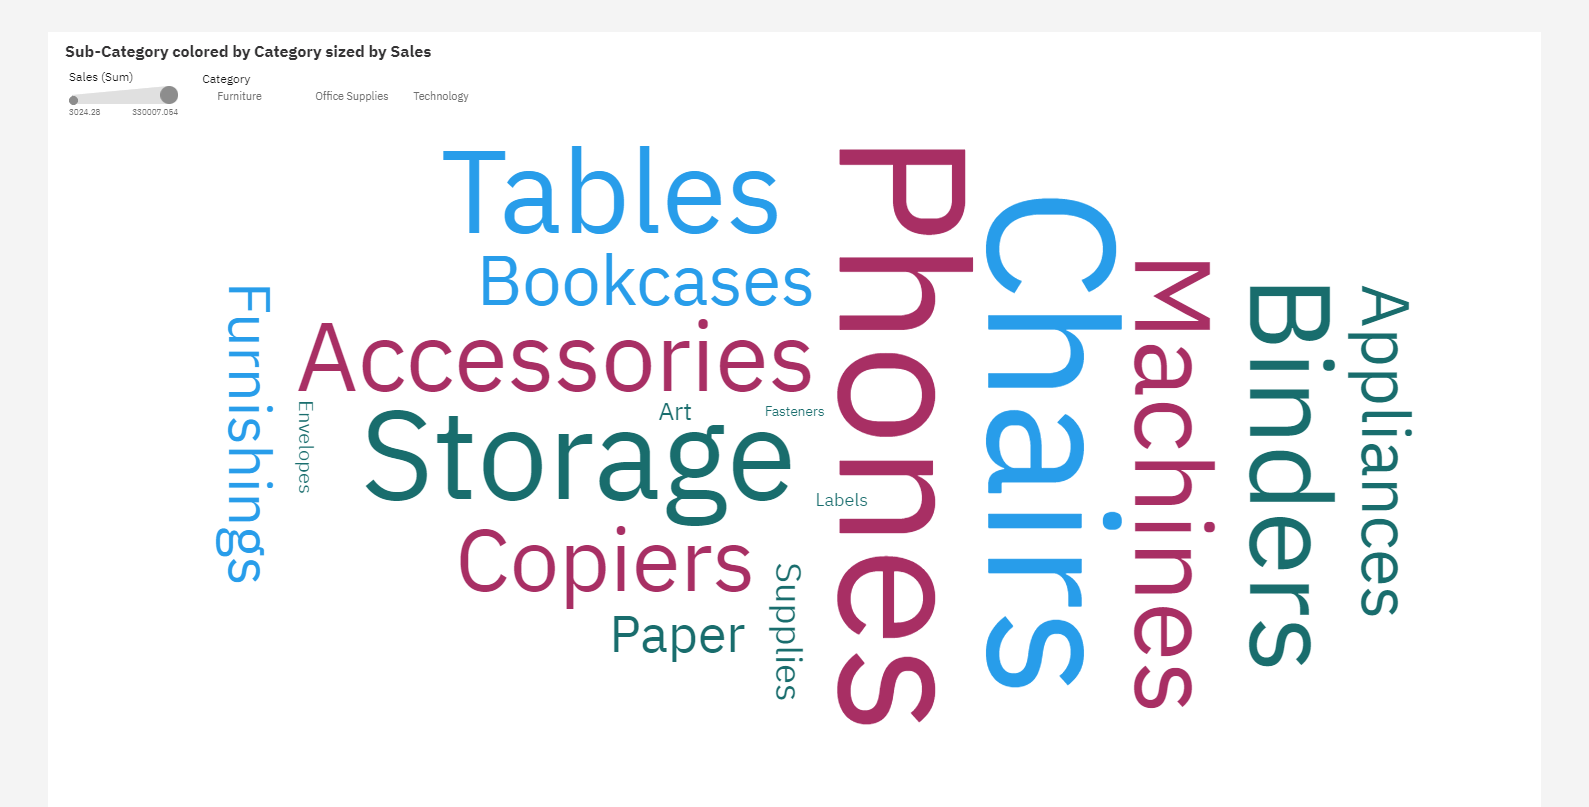 Sub-Category colored by Category sized by Sales
Sales (Sum)
3024.28
330007.054
Category
Furniture
Office Supplies
Technology
Tables
Bookcases
Accessories
Furnishings
Envelopes
Art
Fasteners
Storage
Labels
Copiers
Supplies
Paper
Phones
Chairs
Machines
Binders
Appliances